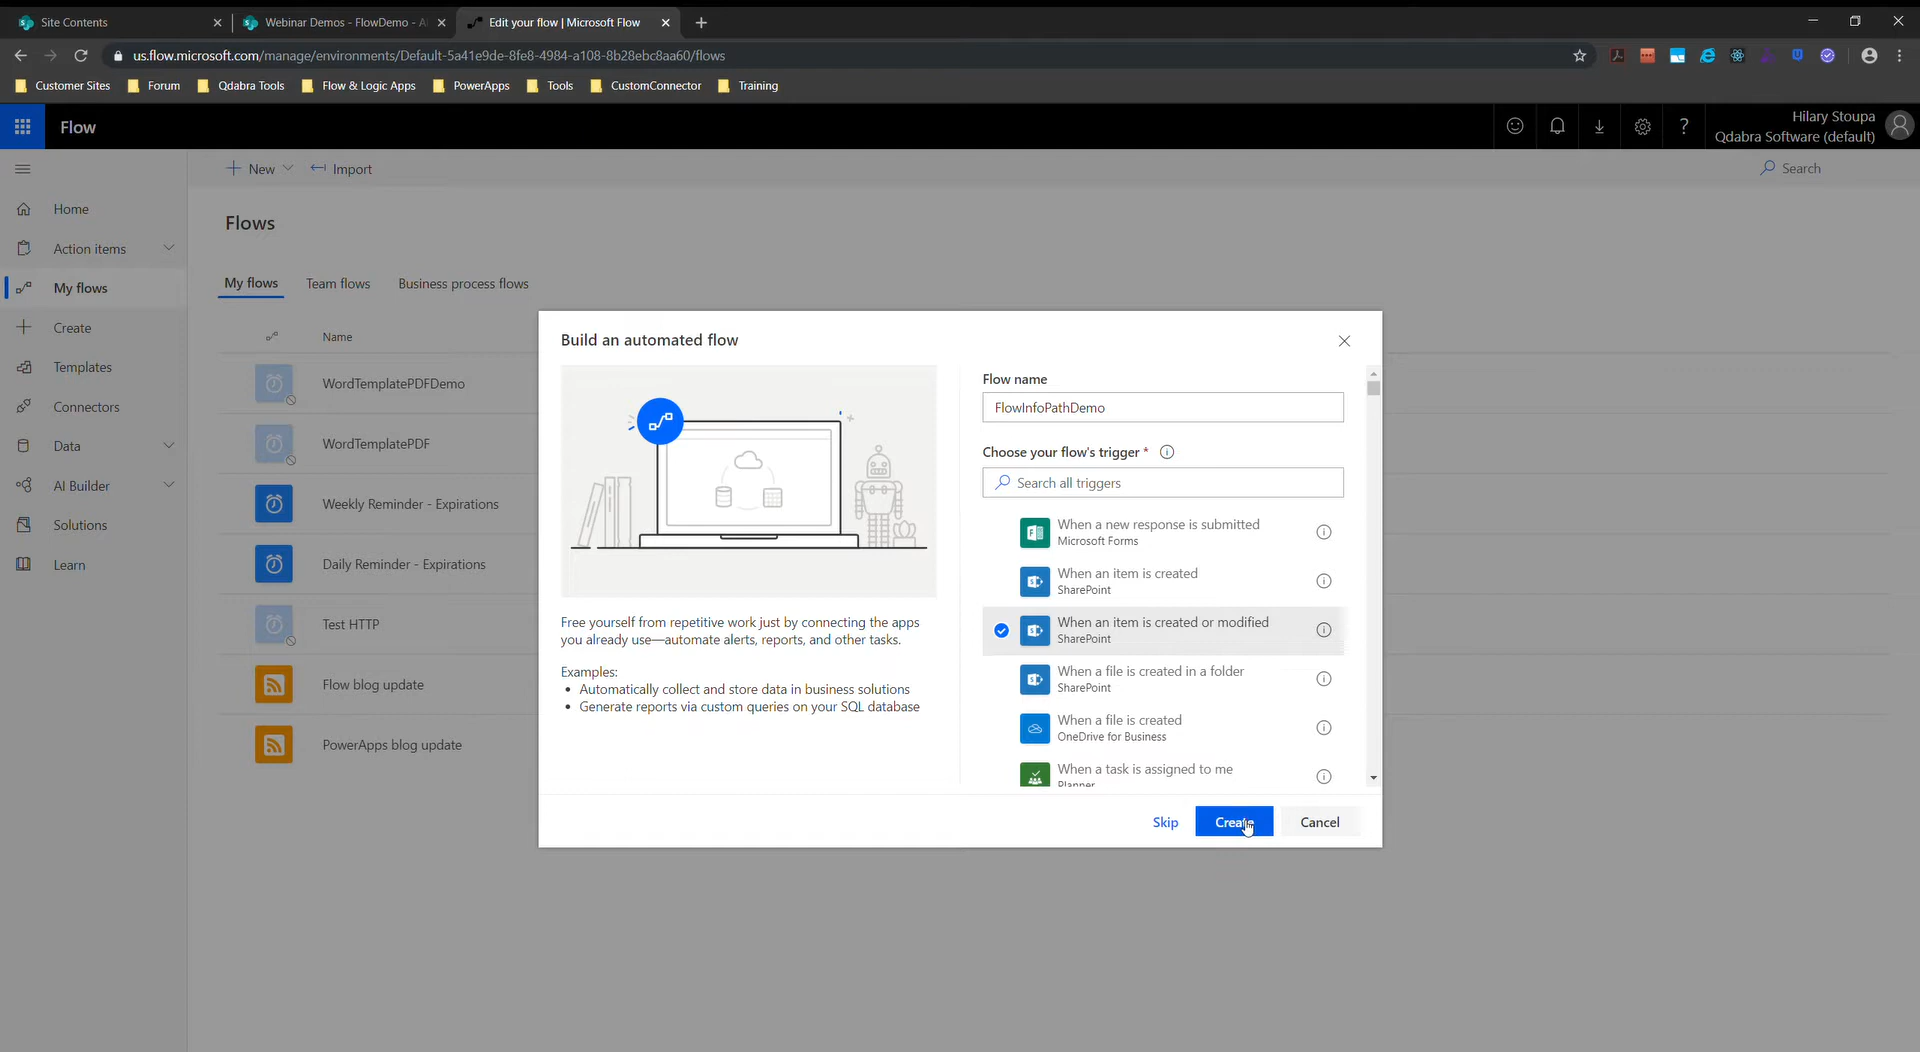 Site Contents
Webinar Demos - FlowDemo - A
Edit your flow | Microsoft Flow
us.flow.microsoft.com/manage/environments/Default-5a41e9de-8fe8-4984-a108-8b28ebc8aa60/flows
Customer Sites
Forum
Qdabra Tools
Flow & Logic Apps
PowerApps
Tools
CustomConnector
Training
Flow
Hilary Stoupa
Qdabra Software (default)
New
Import
Search
Home
Action items
My flows
Create
Templates
Connectors
Data
AI Builder
Solutions
Learn
Flows
My flows
Team flows
Business process flows
Name
WordTemplatePDFDemo
WordTemplatePDF
Weekly Reminder - Expirations
Daily Reminder - Expirations
Test HTTP
Flow blog update
PowerApps blog update
Build an automated flow
Free yourself from repetitive work just by connecting the apps
you already use—automate alerts, reports, and other tasks.
Examples:
• Automatically collect and store data in business solutions
• Generate reports via custom queries on your SQL database
Flow name
FlowInfoPathDemo
Choose your flow's trigger *
Search all triggers
When a new response is submitted
Microsoft Forms
When an item is created
SharePoint
When an item is created or modified
SharePoint
When a file is created in a folder
SharePoint
When a file is created
OneDrive for Business
When a task is assigned to me
Planner
Skip
Create
Cancel